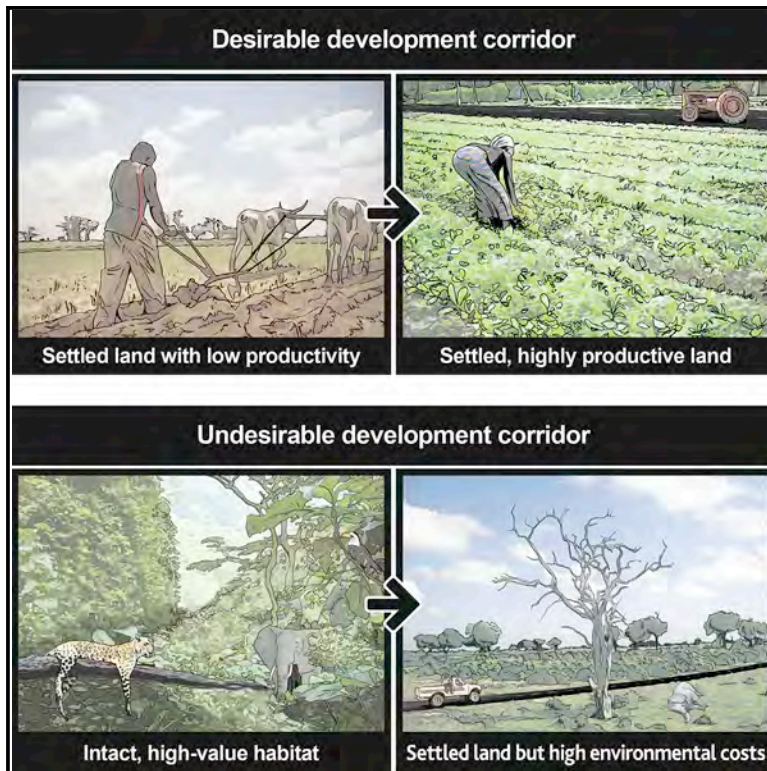 Desirable development corridor
Settled land with low productivity
Settled, highly productive land
Undesirable development corridor
Intact, high-value habitat
Settled land but high environmental costs